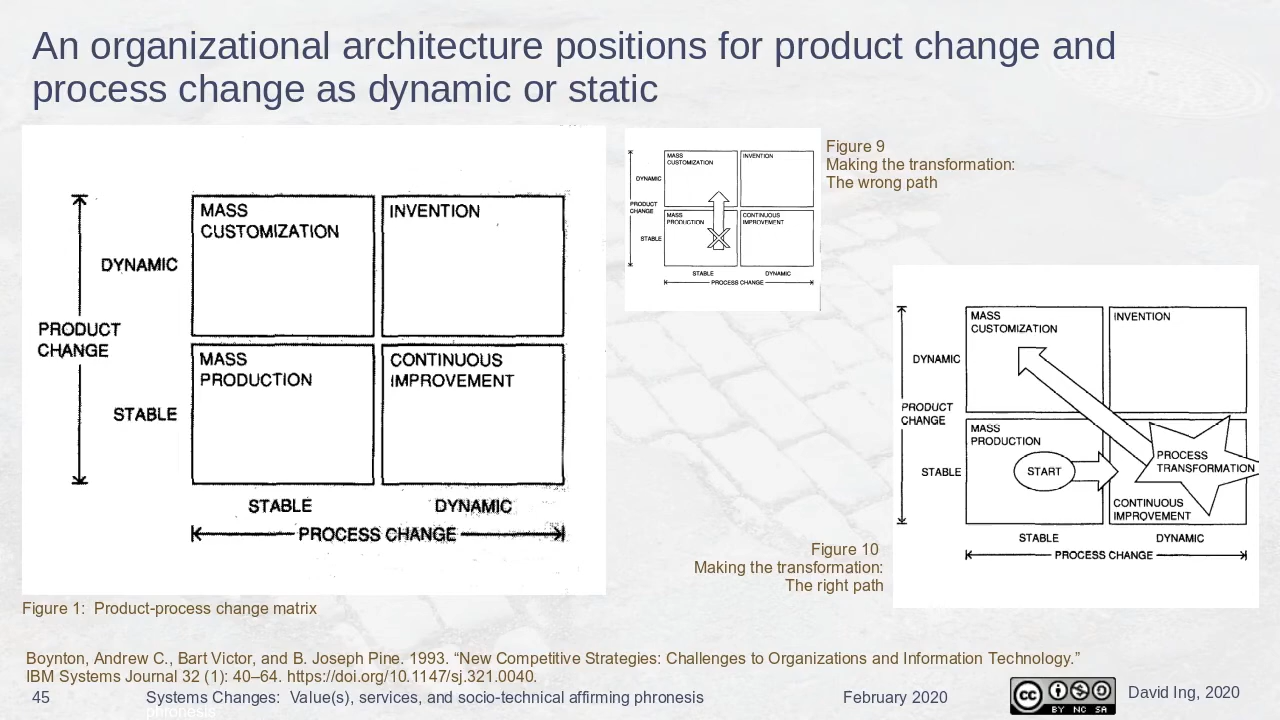 An organizational architecture positions for product change and
process change as dynamic or static
MASS
CUSTOMIZATION
INVENTION
DYNAMIC
PRODUCT
CHANGE
MASS
PRODUCTION
CONTINUOUS
IMPROVEMENT
STABLE
STABLE
DYNAMIC
PROCESS CHANGE
Figure 1:  Product-process change matrix
MASS
CUSTOMIZATION
INVENTION
DYNAMIC
PRODUCT
CHANGE
MASS
PRODUCTION
CONTINUOUS
IMPROVEMENT
STABLE
STABLE
DYNAMIC
PROCESS CHANGE
Figure 9
Making the transformation:
The wrong path
MASS
CUSTOMIZATION
INVENTION
DYNAMIC
PRODUCT
CHANGE
MASS
PRODUCTION
PROCESS
TRANSFORMATION
START
STABLE
CONTINUOUS
IMPROVEMENT
STABLE
DYNAMIC
PROCESS CHANGE
Figure 10
Making the transformation:
The right path
Boynton, Andrew C., Bart Victor, and B. Joseph Pine. 1993. “New Competitive Strategies: Challenges to Organizations and Information Technology.”
IBM Systems Journal 32 (1): 40–64. https://doi.org/10.1147/sj.321.0040.
45
Systems Changes:  Value(s), services, and socio-technical affirming phronesis
phronesis
February 2020
cc
BY NC SA
David Ing, 2020